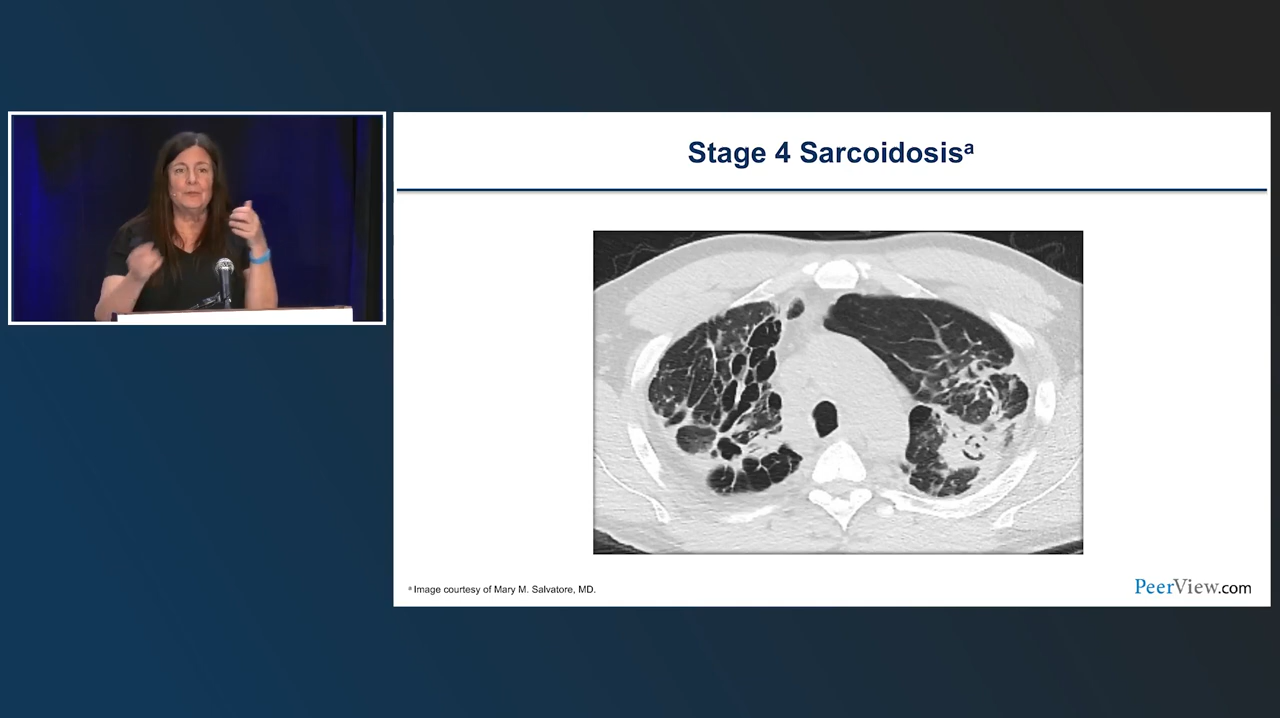 Stage 4 Sarcoidosisᵃ
ᵃ Image courtesy of Mary M. Salvatore, MD.
PeerView.com